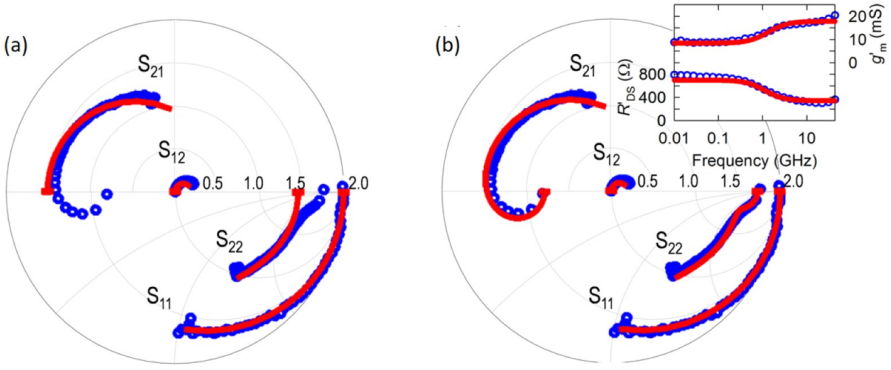 (a)
S21
S12
0.5 1.0 1.5 2.0
S22
S11
(b)
S21
S12
0.5 1.0 1.5 2.0
S22
S11
20
10
0
g'm (mS)
800
400
0
R'DS (Ω)
0.01 0.1 1 10
Frequency (GHz)